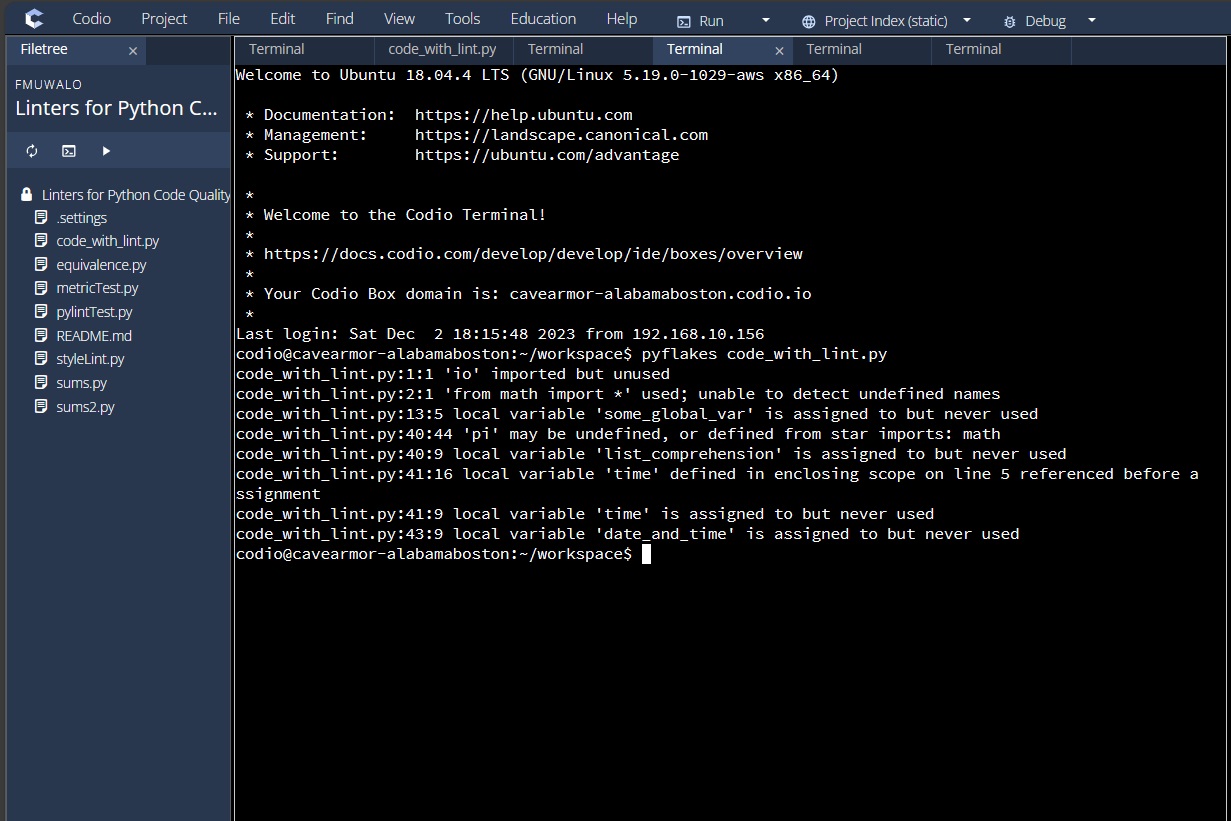 Codio Project File Edit Find View Tools Education Help Run Project Index (static) Debug
Filetree ×
FMUWALO
Linters for Python C...
Linters for Python Code Quality
.settings
code_with_lint.py
equivalence.py
metricTest.py
pylintTest.py
README.md
styleLint.py
sums.py
sums2.py
Terminal code_with_lint.py Terminal Terminal × Terminal Terminal
Welcome to Ubuntu 18.04.4 LTS (GNU/Linux 5.19.0-1029-aws x86_64)
* Documentation:  https://help.ubuntu.com
* Management:     https://landscape.canonical.com
* Support:        https://ubuntu.com/advantage
*
* Welcome to the Codio Terminal!
*
* https://docs.codio.com/develop/develop/ide/boxes/overview
*
* Your Codio Box domain is: cavearmor-alabamaboston.codio.io
*
Last login: Sat Dec  2 18:15:48 2023 from 192.168.10.156
codio@cavearmor-alabamaboston:~/workspace$ pyflakes code_with_lint.py
code_with_lint.py:1:1 'io' imported but unused
code_with_lint.py:2:1 'from math import *' used; unable to detect undefined names
code_with_lint.py:13:5 local variable 'some_global_var' is assigned to but never used
code_with_lint.py:40:44 'pi' may be undefined, or defined from star imports: math
code_with_lint.py:40:9 local variable 'list_comprehension' is assigned to but never used
code_with_lint.py:41:16 local variable 'time' defined in enclosing scope on line 5 referenced before a
ssignment
code_with_lint.py:41:9 local variable 'time' is assigned to but never used
code_with_lint.py:43:9 local variable 'date_and_time' is assigned to but never used
codio@cavearmor-alabamaboston:~/workspace$